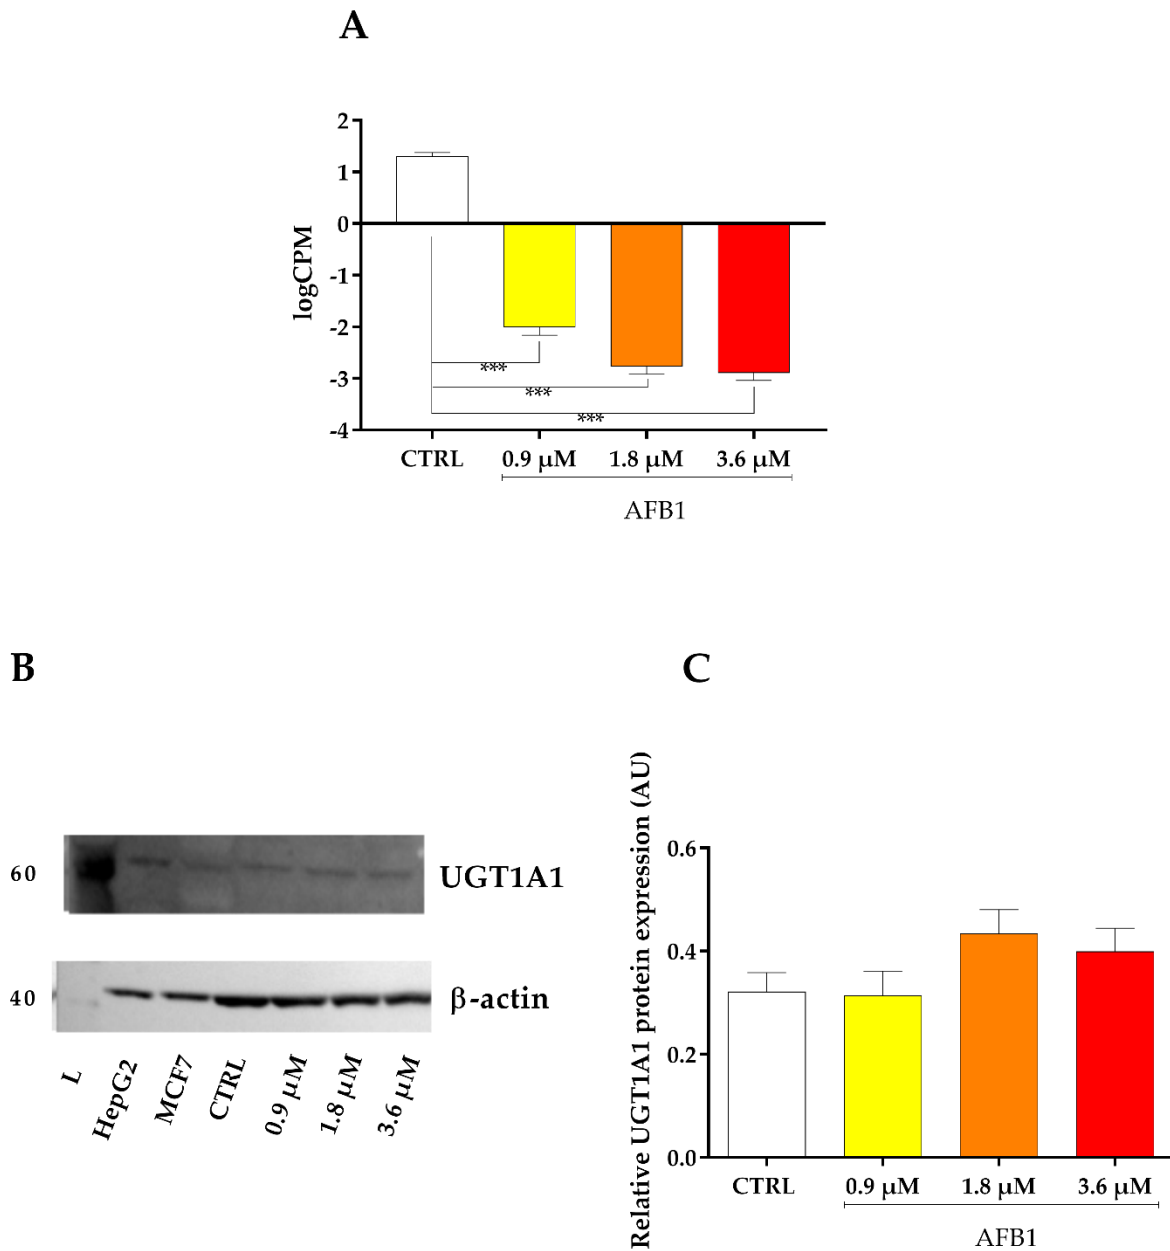 A
2
1
0
-1
-2
-3
-4
logCPM
***
***
***
CTRL 0.9 µM 1.8 µM 3.6 µM
AFB1
B
60
UGT1A1
40
β-actin
L HepG2 MCF7 CTRL 0.9 µM 1.8 µM 3.6 µM
C
Relative UGT1A1 protein expression (AU)
0.6
0.4
0.2
0.0
CTRL 0.9 µM 1.8 µM 3.6 µM
AFB1